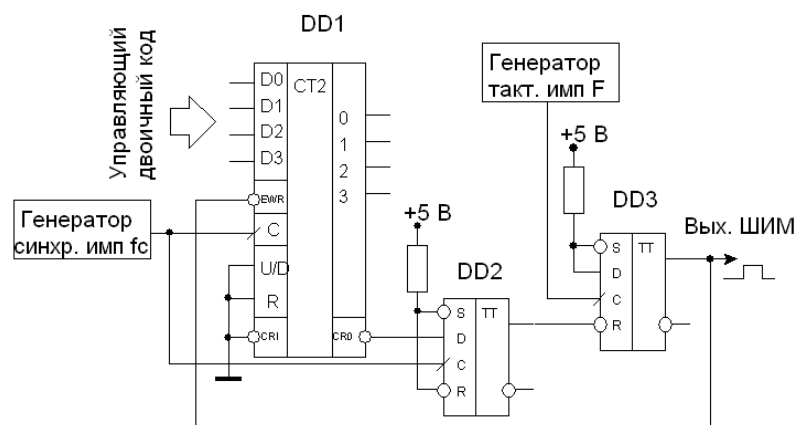 DD1
Управляющий
двоичный код
D0
D1
D2
D3
EWR
C
U/D
R
CRI
CT2
0
1
2
3
CRO
Генератор
синхр. имп fc
+5 В
DD2
S
D
C
R
TT
Генератор
такт. имп F
+5 В
DD3
S
D
C
R
TT
Вых. ШИМ